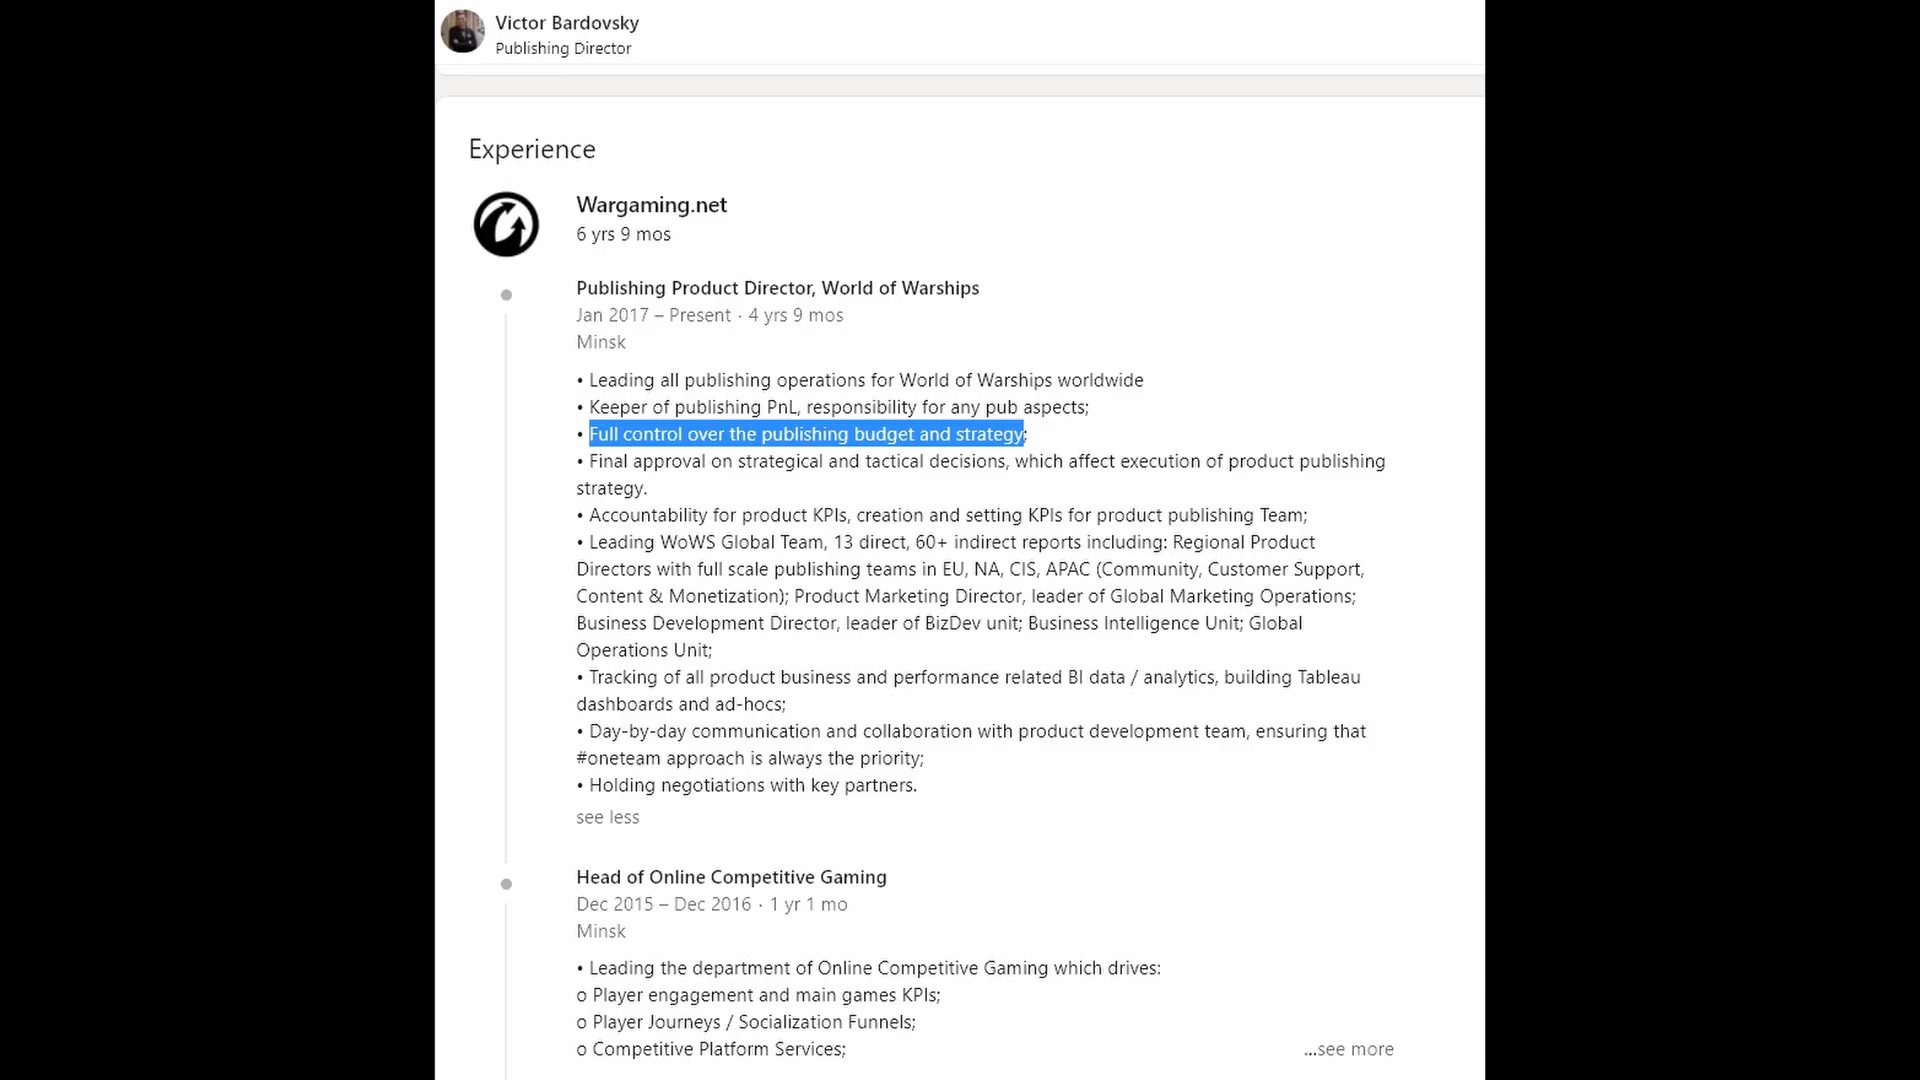 Victor Bardovsky
Publishing Director
Experience
Wargaming.net
6 yrs 9 mos
Publishing Product Director, World of Warships
Jan 2017 – Present · 4 yrs 9 mos
Minsk
• Leading all publishing operations for World of Warships worldwide
• Keeper of publishing PnL, responsibility for any pub aspects;
• Full control over the publishing budget and strategy;
• Final approval on strategical and tactical decisions, which affect execution of product publishing
strategy.
• Accountability for product KPIs, creation and setting KPIs for product publishing Team;
• Leading WoWS Global Team, 13 direct, 60+ indirect reports including: Regional Product
Directors with full scale publishing teams in EU, NA, CIS, APAC (Community, Customer Support,
Content & Monetization); Product Marketing Director, leader of Global Marketing Operations;
Business Development Director, leader of BizDev unit; Business Intelligence Unit; Global
Operations Unit;
• Tracking of all product business and performance related BI data / analytics, building Tableau
dashboards and ad-hocs;
• Day-by-day communication and collaboration with product development team, ensuring that
#oneteam approach is always the priority;
• Holding negotiations with key partners.
see less
Head of Online Competitive Gaming
Dec 2015 – Dec 2016 · 1 yr 1 mo
Minsk
• Leading the department of Online Competitive Gaming which drives:
o Player engagement and main games KPIs;
o Player Journeys / Socialization Funnels;
o Competitive Platform Services;
...see more